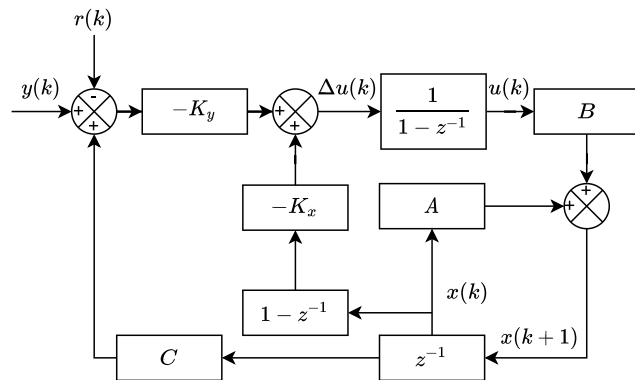 r(k)
y(k)
-
+
+
−K_y
+
+
Δu(k)
1
1 − z^{-1}
u(k)
B
−K_x
A
+
+
1 − z^{-1}
x(k)
x(k + 1)
C
z^{-1}